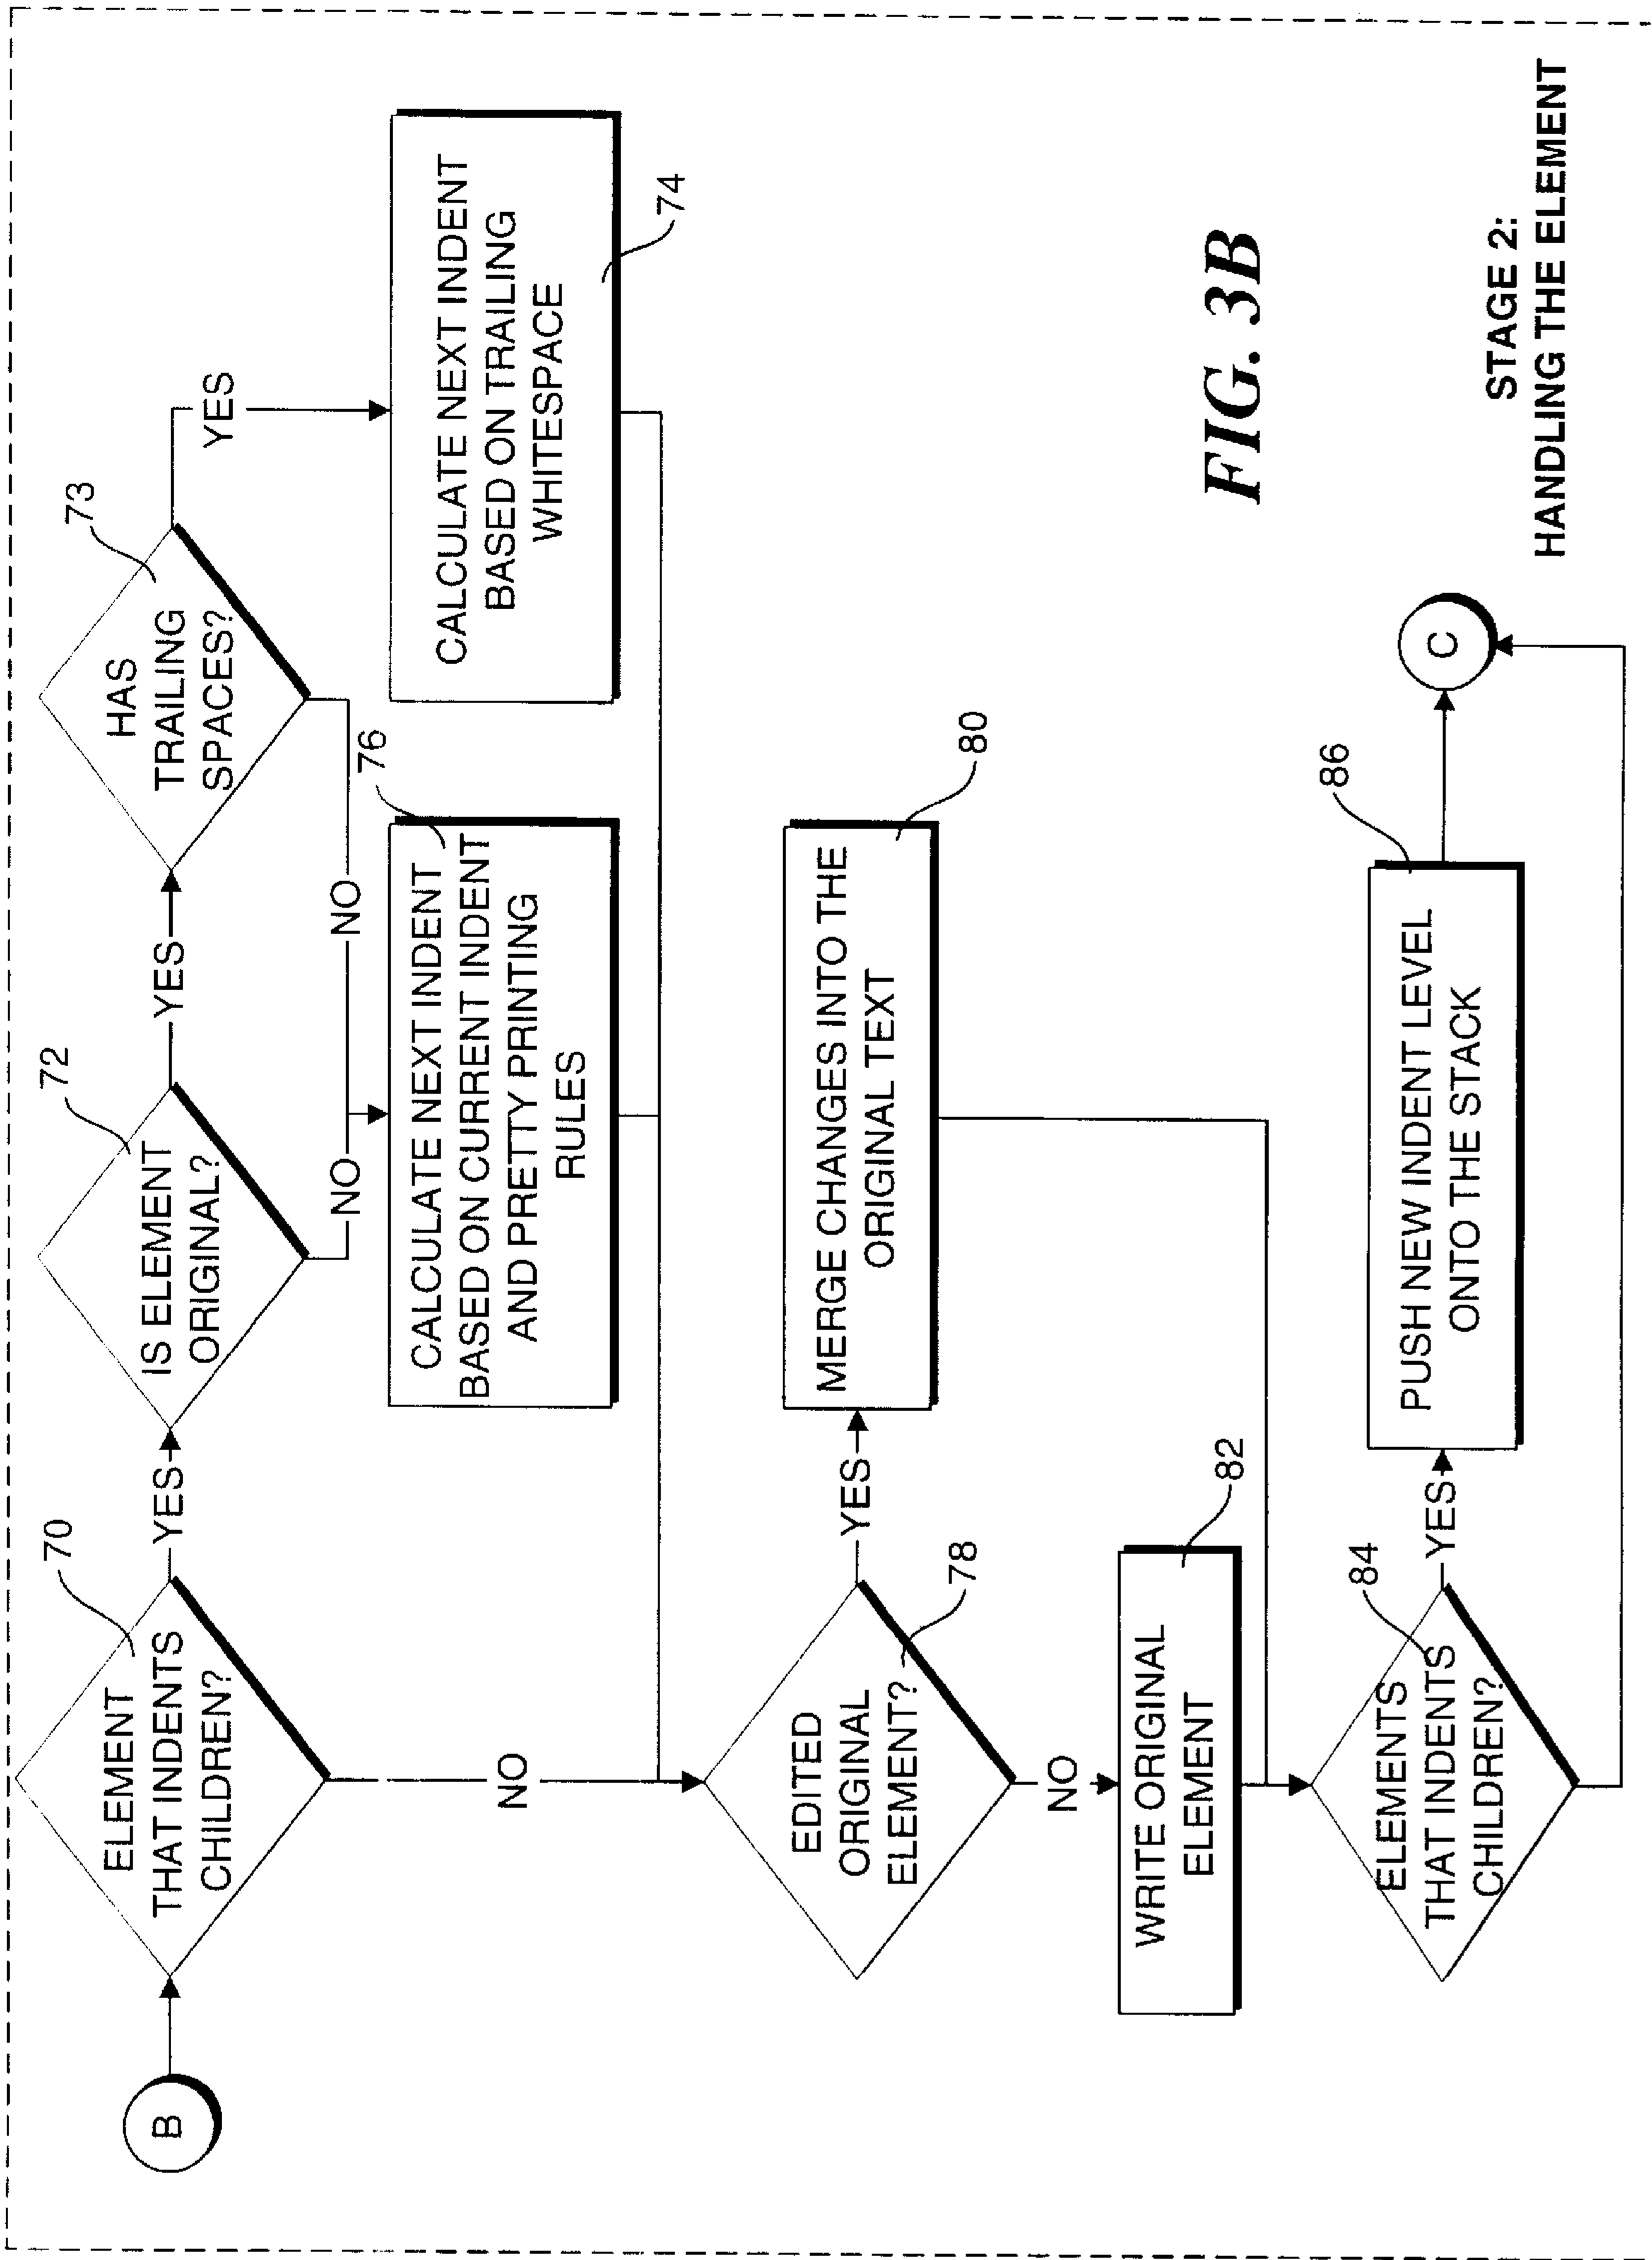 B
70
ELEMENT
THAT INDENTS
CHILDREN?
YES
72
IS ELEMENT
ORIGINAL?
YES
73
HAS
TRAILING
SPACES?
YES
NO
NO
76
CALCULATE NEXT INDENT
BASED ON CURRENT INDENT
AND PRETTY PRINTING
RULES
CALCULATE NEXT INDENT
BASED ON TRAILING
WHITESPACE
74
NO
EDITED
ORIGINAL
ELEMENT?
78
YES
MERGE CHANGES INTO THE
ORIGINAL TEXT
80
NO
WRITE ORIGINAL
ELEMENT
82
84
ELEMENTS
THAT INDENTS
CHILDREN?
YES
86
PUSH NEW INDENT LEVEL
ONTO THE STACK
C
FIG. 3B
STAGE 2:
HANDLING THE ELEMENT